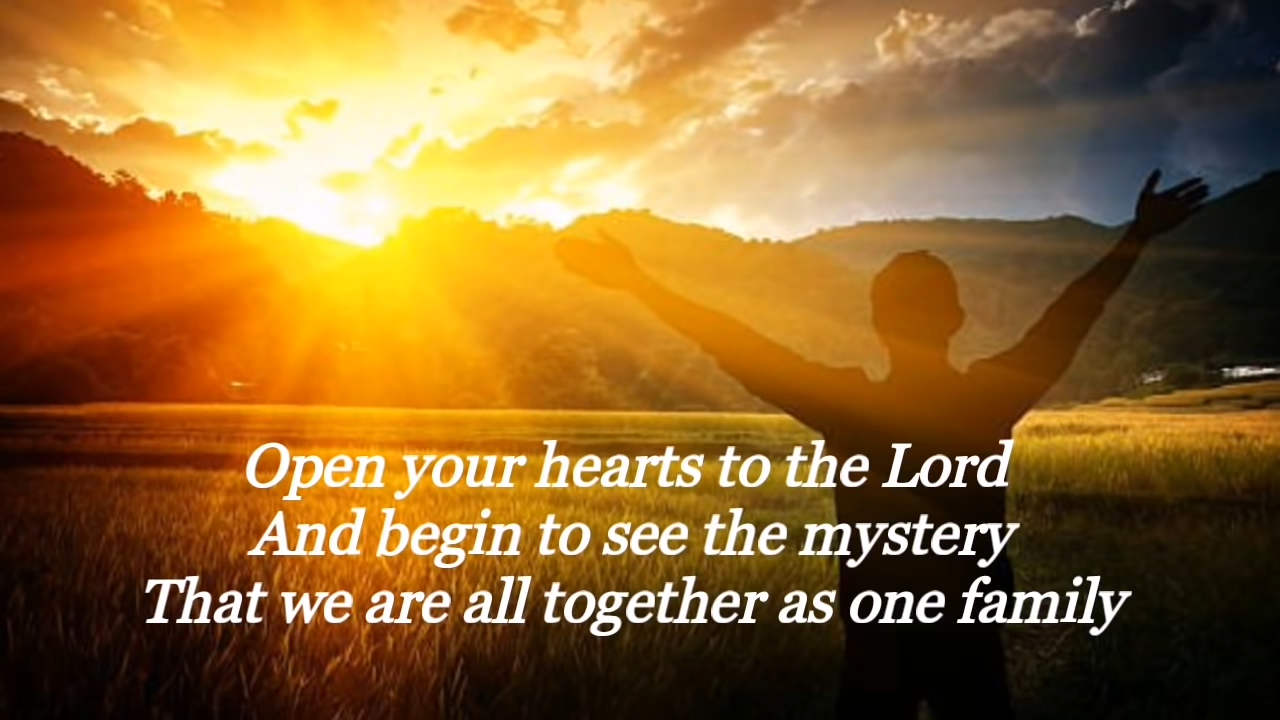 Open your hearts to the Lord
And begin to see the mystery
That we are all together as one family